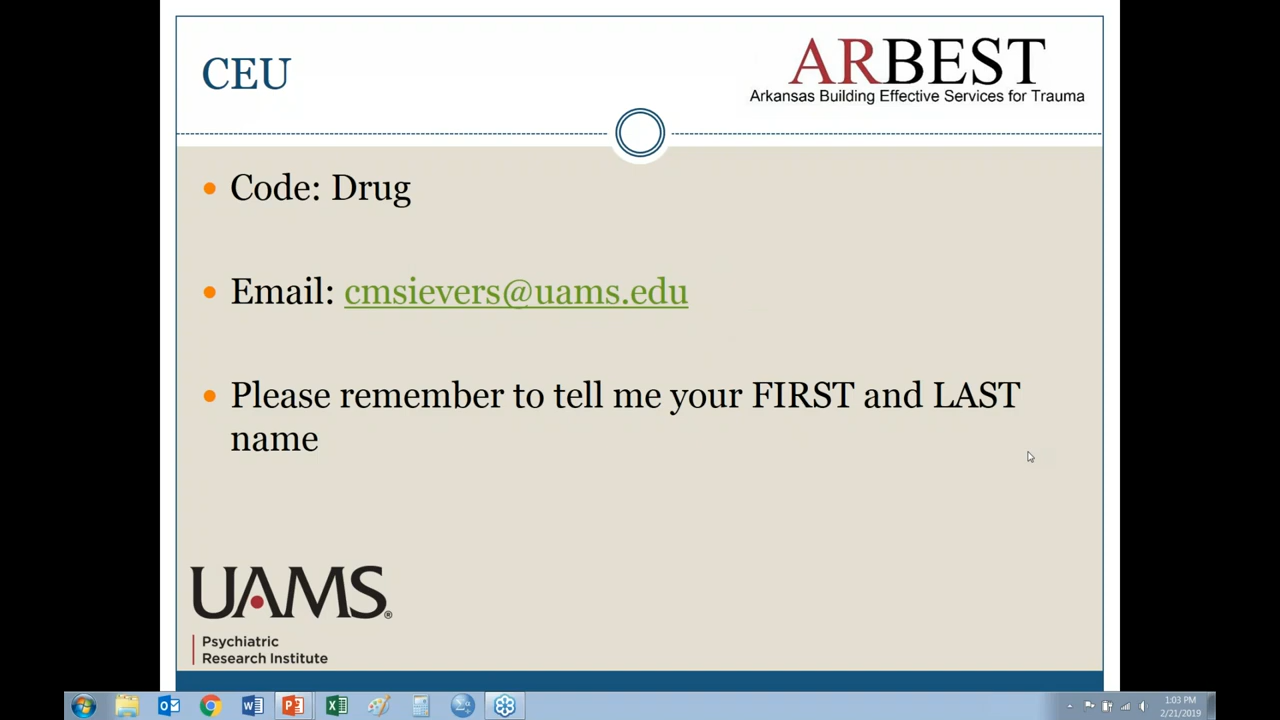 CEU
ARBEST
Arkansas Building Effective Services for Trauma
Code: Drug
Email: cmsievers@uams.edu
Please remember to tell me your FIRST and LAST
name
UAMS®
Psychiatric
Research Institute
1:03 PM
2/21/2019